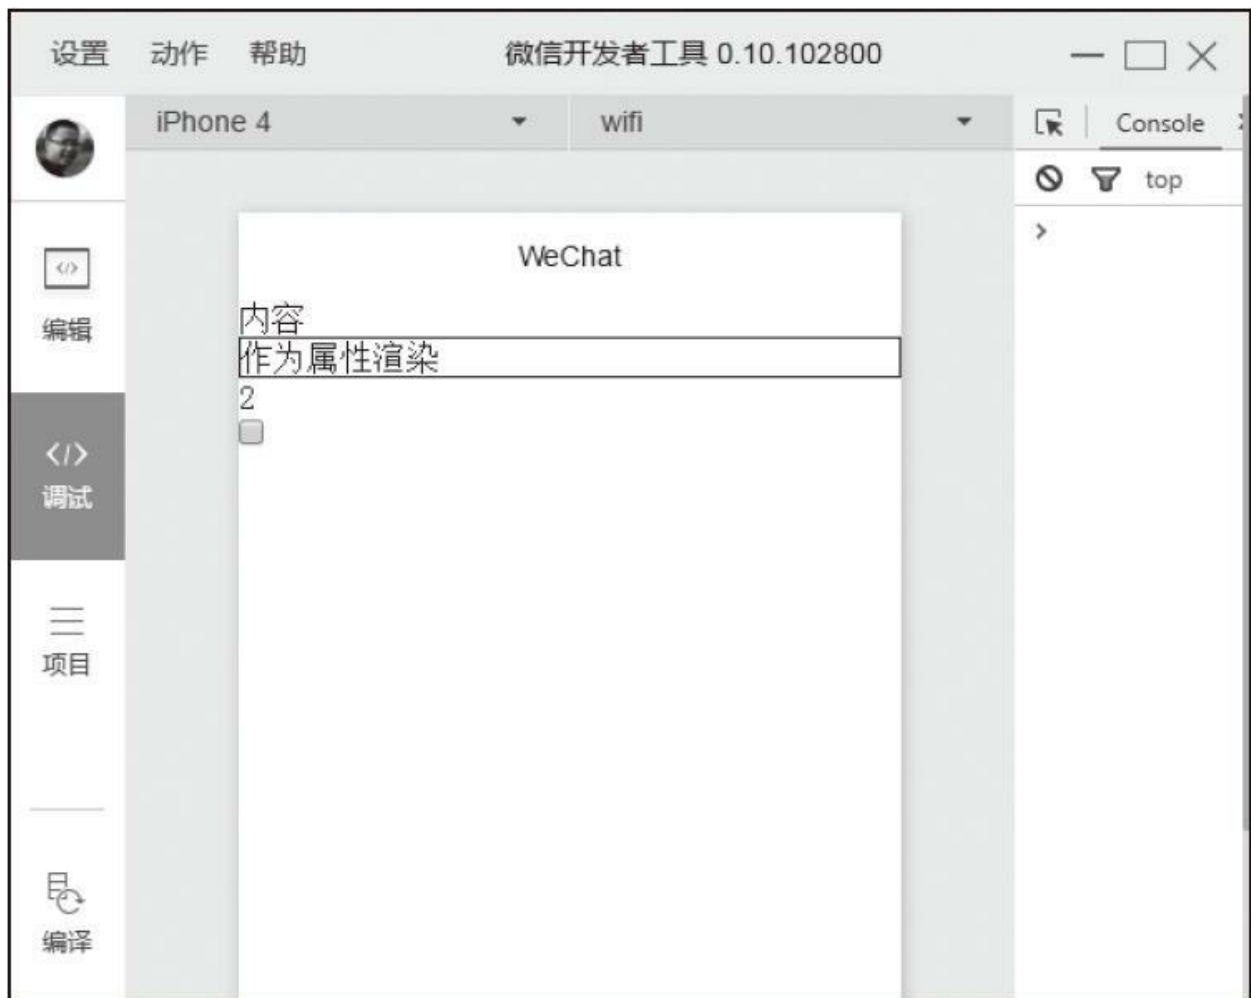 设置 动作 帮助 微信开发者工具 0.10.102800
iPhone 4 wifi Console
top
WeChat
内容
作为属性渲染
2
编辑
调试
项目
编译